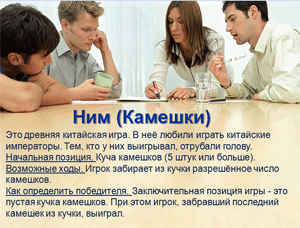 Ним (Камешки)
Это древняя китайская игра. В неё любили играть китайские
императоры. Тем, кто у них выигрывал, отрубали голову.
Начальная позиция. Куча камешков (5 штук или больше).
Возможные ходы. Игрок забирает из кучки разрешённое число
камешков.
Как определить победителя. Заключительная позиция игры - это
пустая кучка камешков. При этом игрок, забравший последний
камешек из кучки, выиграл.